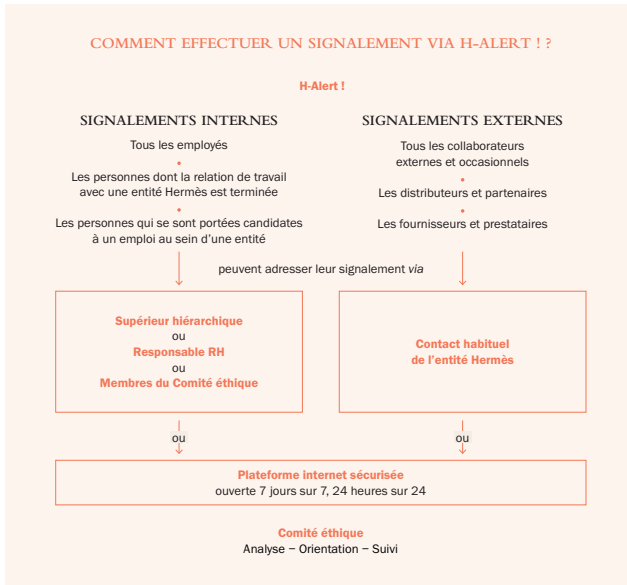 COMMENT EFFECTUER UN SIGNALEMENT VIA H-ALERT ! ?
H-Alert !
SIGNALEMENTS INTERNES
Tous les employés
•
Les personnes dont la relation de travail
avec une entité Hermès est terminée
•
Les personnes qui se sont portées candidates
à un emploi au sein d’une entité
SIGNALEMENTS EXTERNES
Tous les collaborateurs
externes et occasionnels
•
Les distributeurs et partenaires
•
Les fournisseurs et prestataires
peuvent adresser leur signalement via
Supérieur hiérarchique
ou
Responsable RH
ou
Membres du Comité éthique
Contact habituel
de l’entité Hermès
ou
ou
Plateforme internet sécurisée
ouverte 7 jours sur 7, 24 heures sur 24
Comité éthique
Analyse – Orientation – Suivi